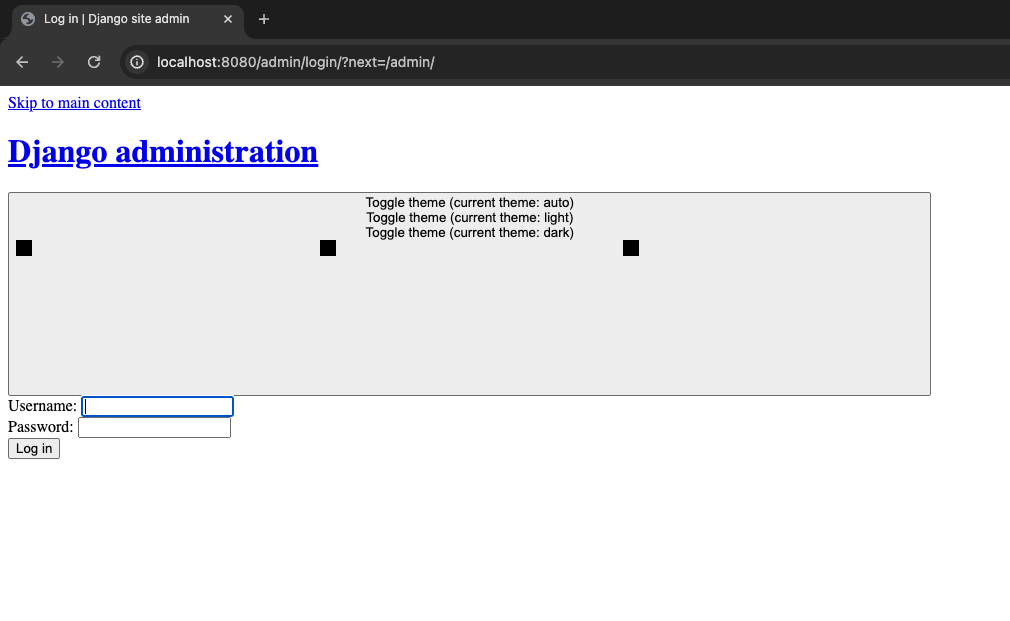 Log in | Django site admin
localhost:8080/admin/login/?next=/admin/
Skip to main content
Django administration
Toggle theme (current theme: auto)
Toggle theme (current theme: light)
Toggle theme (current theme: dark)
Username:
Password:
Log in